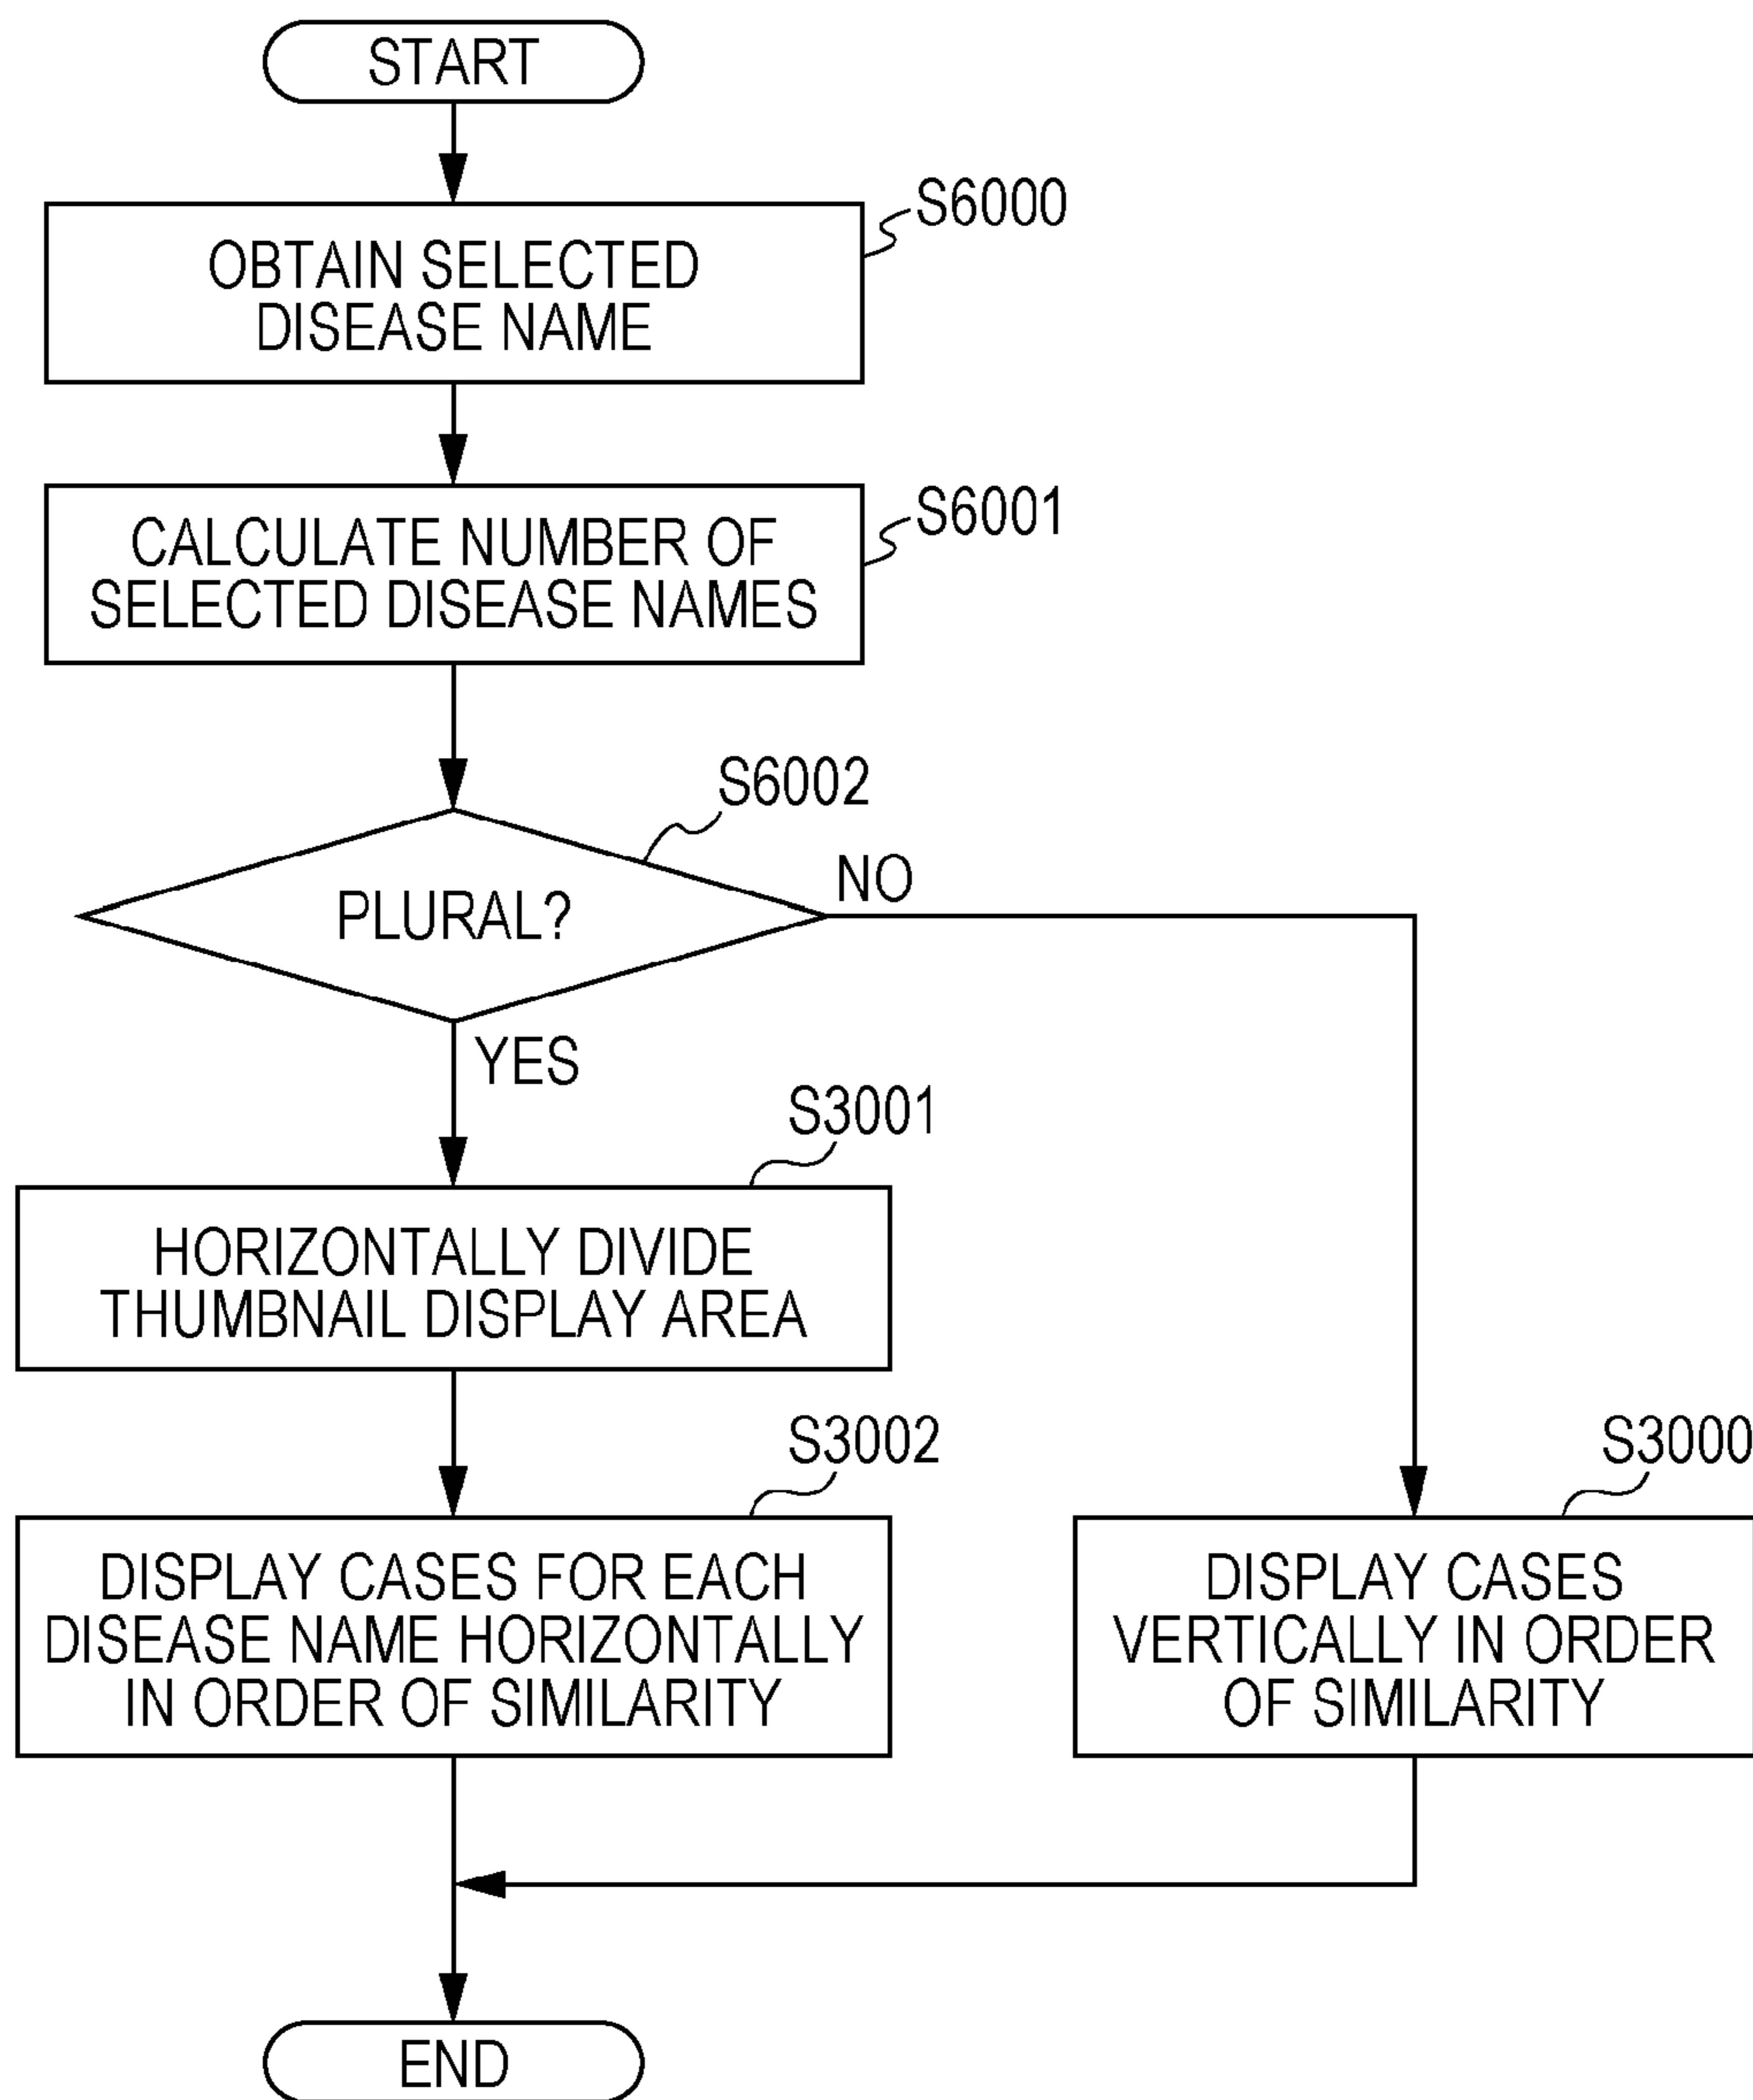 START
S6000
OBTAIN SELECTED
DISEASE NAME
S6001
CALCULATE NUMBER OF
SELECTED DISEASE NAMES
S6002
PLURAL?
NO
YES
S3001
HORIZONTALLY DIVIDE
THUMBNAIL DISPLAY AREA
S3002
DISPLAY CASES FOR EACH
DISEASE NAME HORIZONTALLY
IN ORDER OF SIMILARITY
S3000
DISPLAY CASES
VERTICALLY IN ORDER
OF SIMILARITY
END